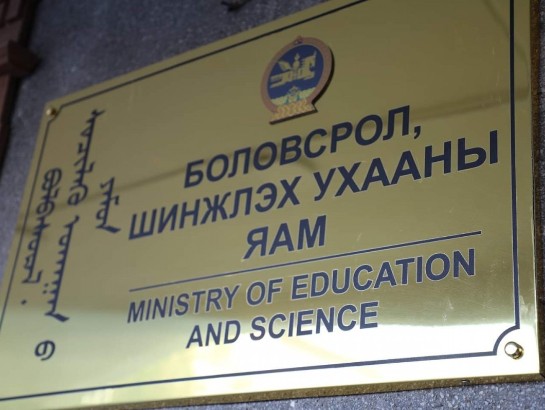 БОЛОВСРОЛ,
ШИНЖЛЭХ УХААНЫ
ЯАМ
MINISTRY OF EDUCATION
AND SCIENCE